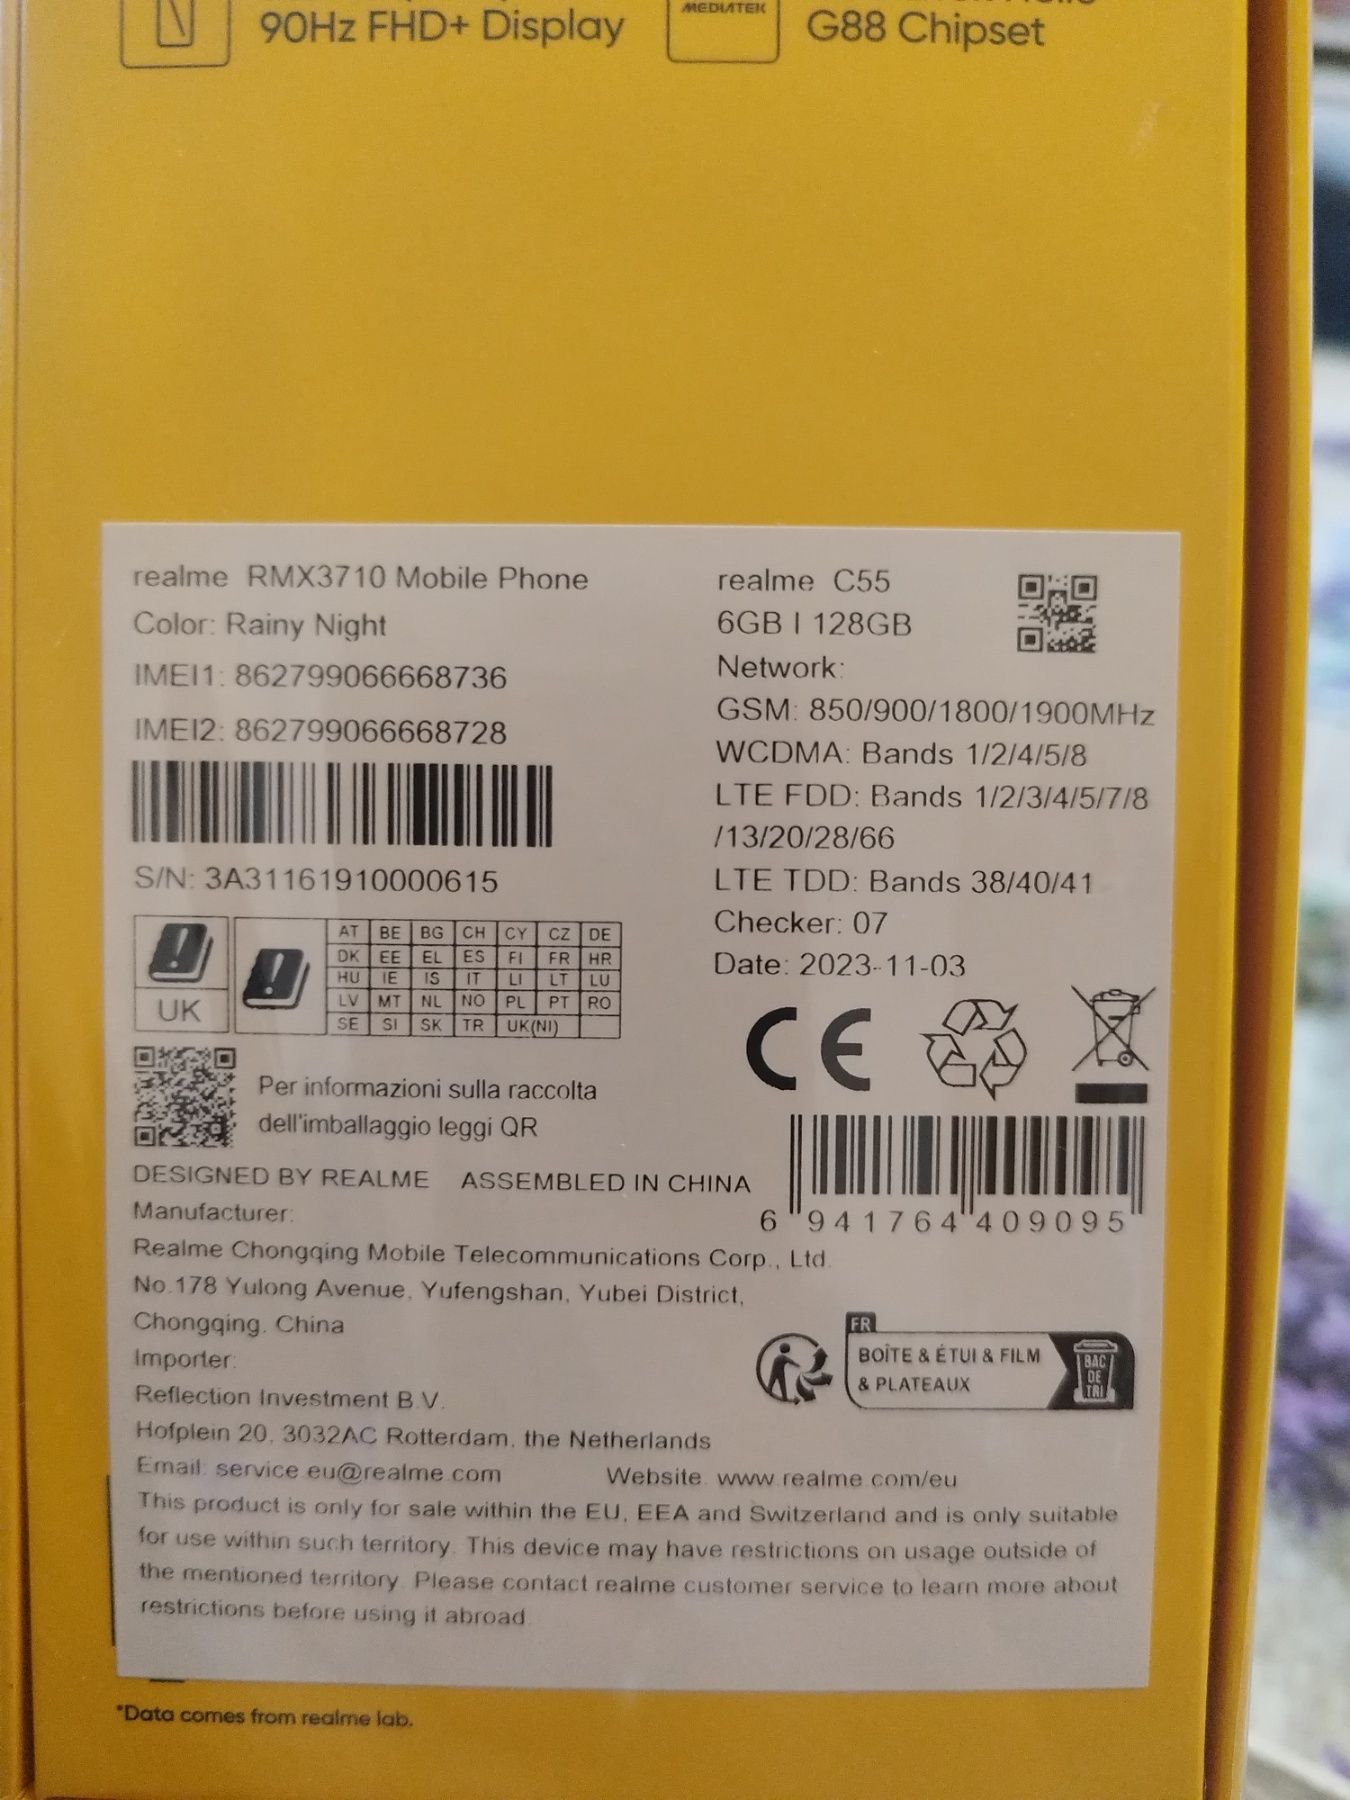 90Hz FHD+ Display
MEDIATEK
G88 Chipset
realme RMX3710 Mobile Phone
Color: Rainy Night
IMEI1: 862799066668736
IMEI2: 862799066668728
S/N: 3A31161910000615
realme C55
6GB | 128GB
Network:
GSM: 850/900/1800/1900MHz
WCDMA: Bands 1/2/4/5/8
LTE FDD: Bands 1/2/3/4/5/7/8
/13/20/28/66
LTE TDD: Bands 38/40/41
Checker: 07
Date: 2023-11-03
UK
AT BE BG CH CY CZ DE
DK EE EL ES FI FR HR
HU IE IS IT LI LT LU
LV MT NL NO PL PT RO
SE SI SK TR UK(NI)
CE
Per informazioni sulla raccolta
dell'imballaggio leggi QR
6 941764 409095
DESIGNED BY REALME ASSEMBLED IN CHINA
Manufacturer:
Realme Chongqing Mobile Telecommunications Corp., Ltd.
No.178 Yulong Avenue, Yufengshan, Yubei District,
Chongqing, China
Importer:
Reflection Investment B.V.
Hofplein 20, 3032AC Rotterdam, the Netherlands
Email: service.eu@realme.com Website: www.realme.com/eu
FR
BOÎTE & ÉTUI & FILM
& PLATEAUX
BAC
DE
TRI
This product is only for sale within the EU, EEA and Switzerland and is only suitable
for use within such territory. This device may have restrictions on usage outside of
the mentioned territory. Please contact realme customer service to learn more about
restrictions before using it abroad.
*Data comes from realme lab.